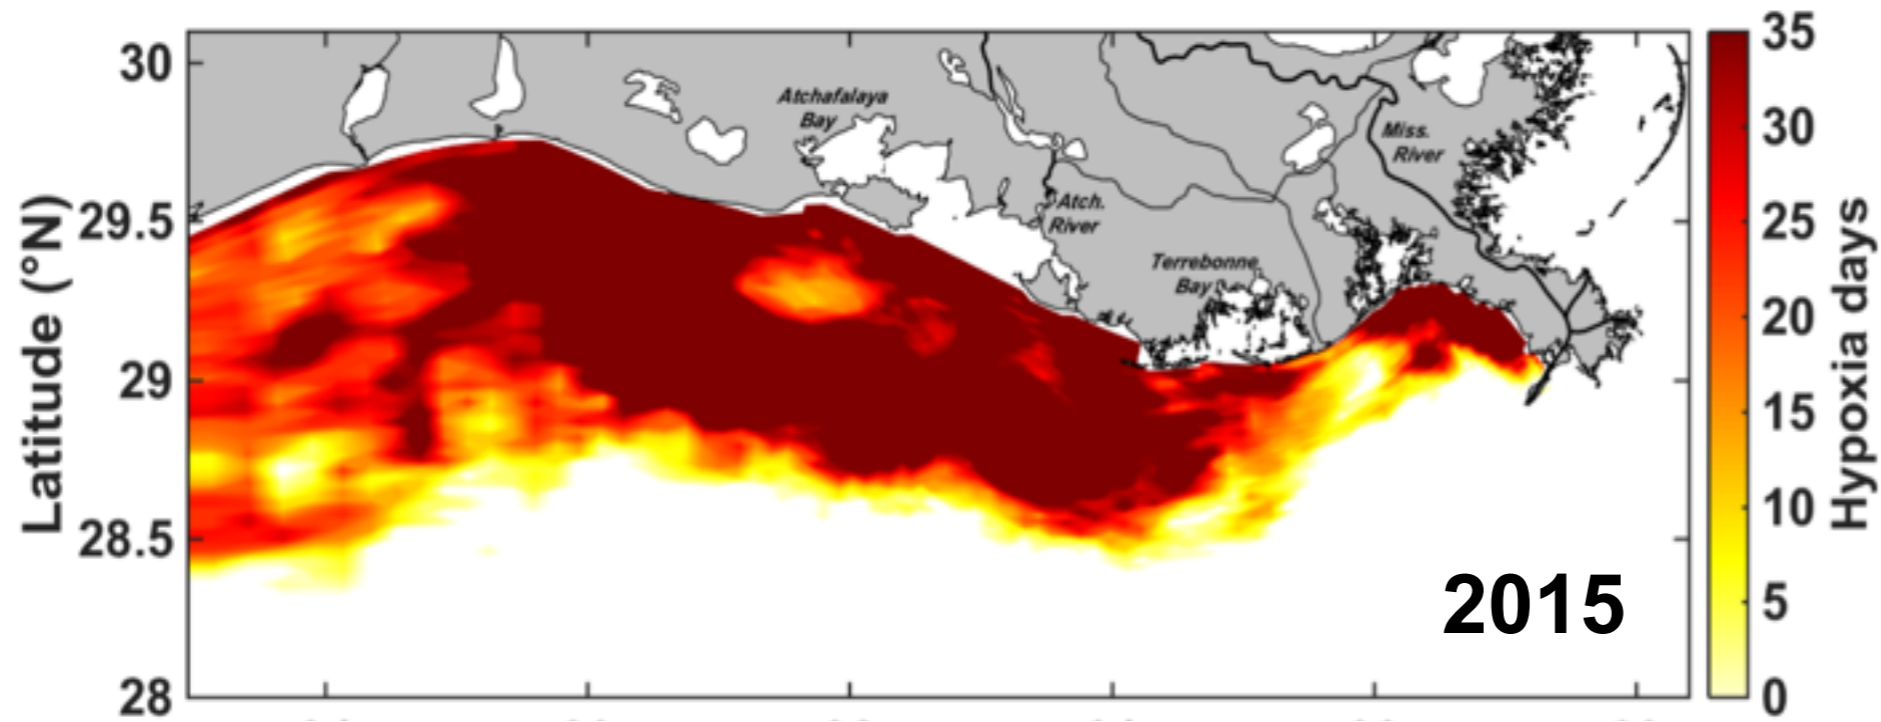 30
29.5
29
28.5
28
Latitude (°N)
Atchafalaya
Bay
Miss.
River
Atch.
River
Terrebonne
Bay
2015
35
30
25
20
15
10
5
0
Hypoxia days